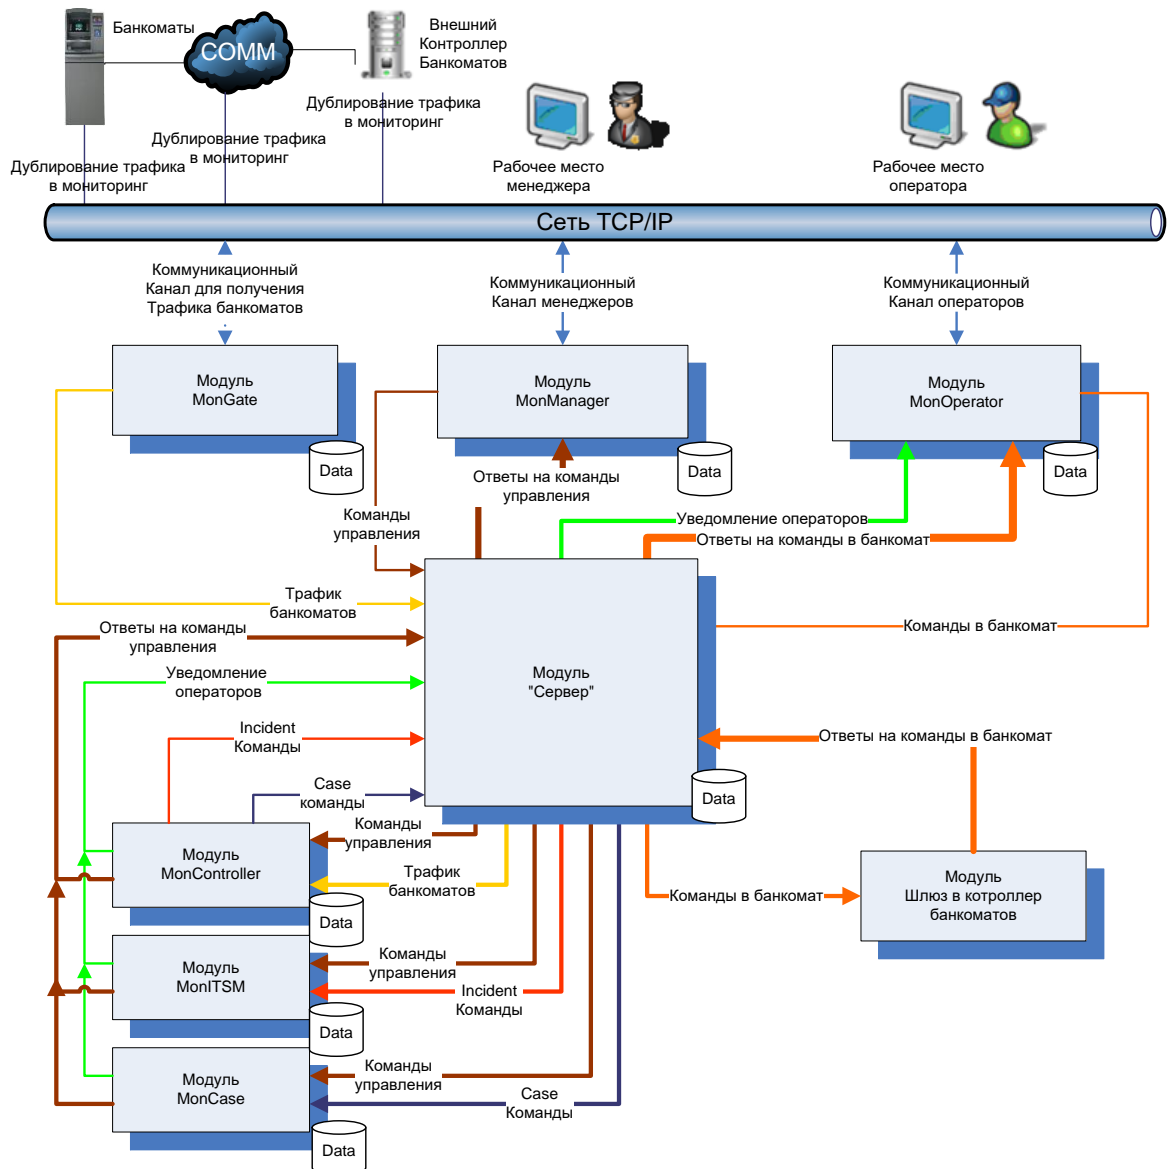 Банкоматы
COMM
Внешний
Контроллер
Банкоматов
Дублирование трафика
в мониторинг
Дублирование трафика
в мониторинг
Дублирование трафика
в мониторинг
Рабочее место
менеджера
Рабочее место
оператора
Сеть TCP/IP
Коммуникационный
Канал для получения
Трафика банкоматов
Коммуникационный
Канал менеджеров
Коммуникационный
Канал операторов
Модуль
MonGate
Data
Модуль
MonManager
Data
Модуль
MonOperator
Data
Ответы на команды
управления
Команды
управления
Уведомление операторов
Ответы на команды в банкомат
Трафик
банкоматов
Ответы на команды
управления
Команды в банкомат
Уведомление
операторов
Модуль
"Сервер"
Data
Incident
Команды
Ответы на команды в банкомат
Case
команды
Команды
управления
Модуль
MonController
Data
Трафик
банкоматов
Команды в банкомат
Модуль
Шлюз в котроллер
банкоматов
Команды
управления
Модуль
MonITSM
Data
Incident
Команды
Команды
управления
Модуль
MonCase
Data
Case
Команды